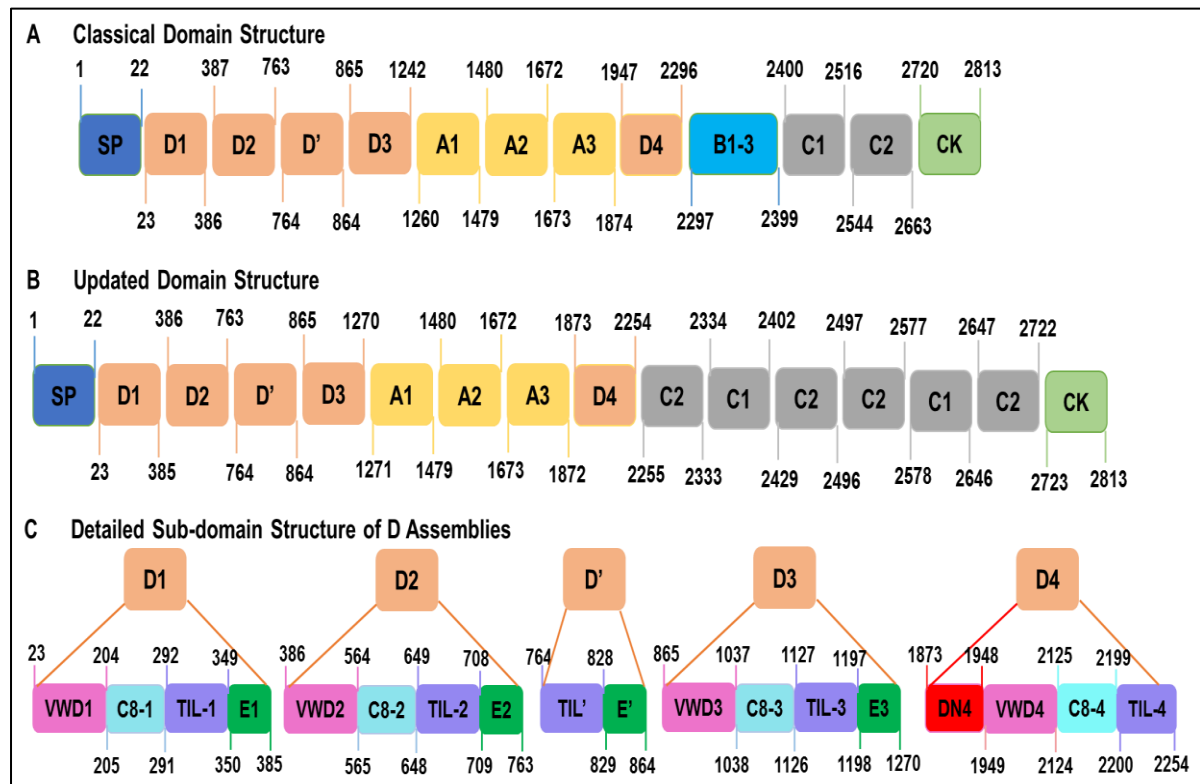 A Classical Domain Structure
1 22 387 763 865 1242 1480 1672 1947 2296 2400 2516 2720 2813
SP D1 D2 D' D3 A1 A2 A3 D4 B1-3 C1 C2 CK
23 386 764 864 1260 1479 1673 1874 2297 2399 2544 2663
B Updated Domain Structure
1 22 386 763 865 1270 1480 1672 1873 2254 2334 2402 2497 2577 2647 2722
SP D1 D2 D' D3 A1 A2 A3 D4 C2 C1 C2 C2 C1 C2 CK
23 385 764 864 1271 1479 1673 1872 2255 2333 2429 2496 2578 2646 2723 2813
C Detailed Sub-domain Structure of D Assemblies
D1 D2 D' D3 D4
23 204 292 349 386 564 649 708 764 828 865 1037 1127 1197 1873 1948 2125 2199
VWD1 C8-1 TIL-1 E1 VWD2 C8-2 TIL-2 E2 TIL' E' VWD3 C8-3 TIL-3 E3 DN4 VWD4 C8-4 TIL-4
205 291 350 385 565 648 709 763 829 864 1038 1126 1198 1270 1949 2124 2200 2254